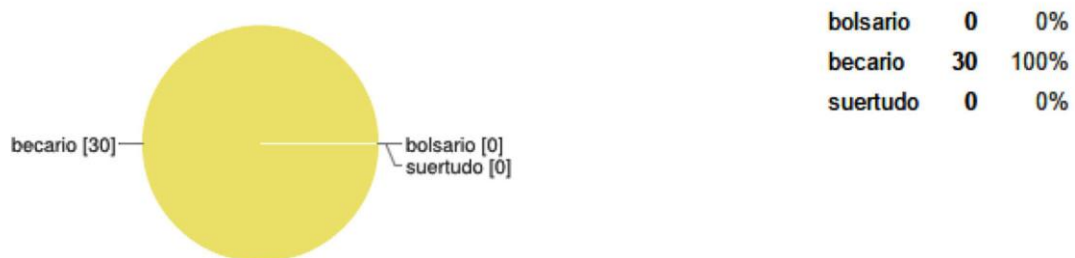 becario [30]
bolsario [0]
suertudo [0]
bolsario 0 0%
becario 30 100%
suertudo 0 0%